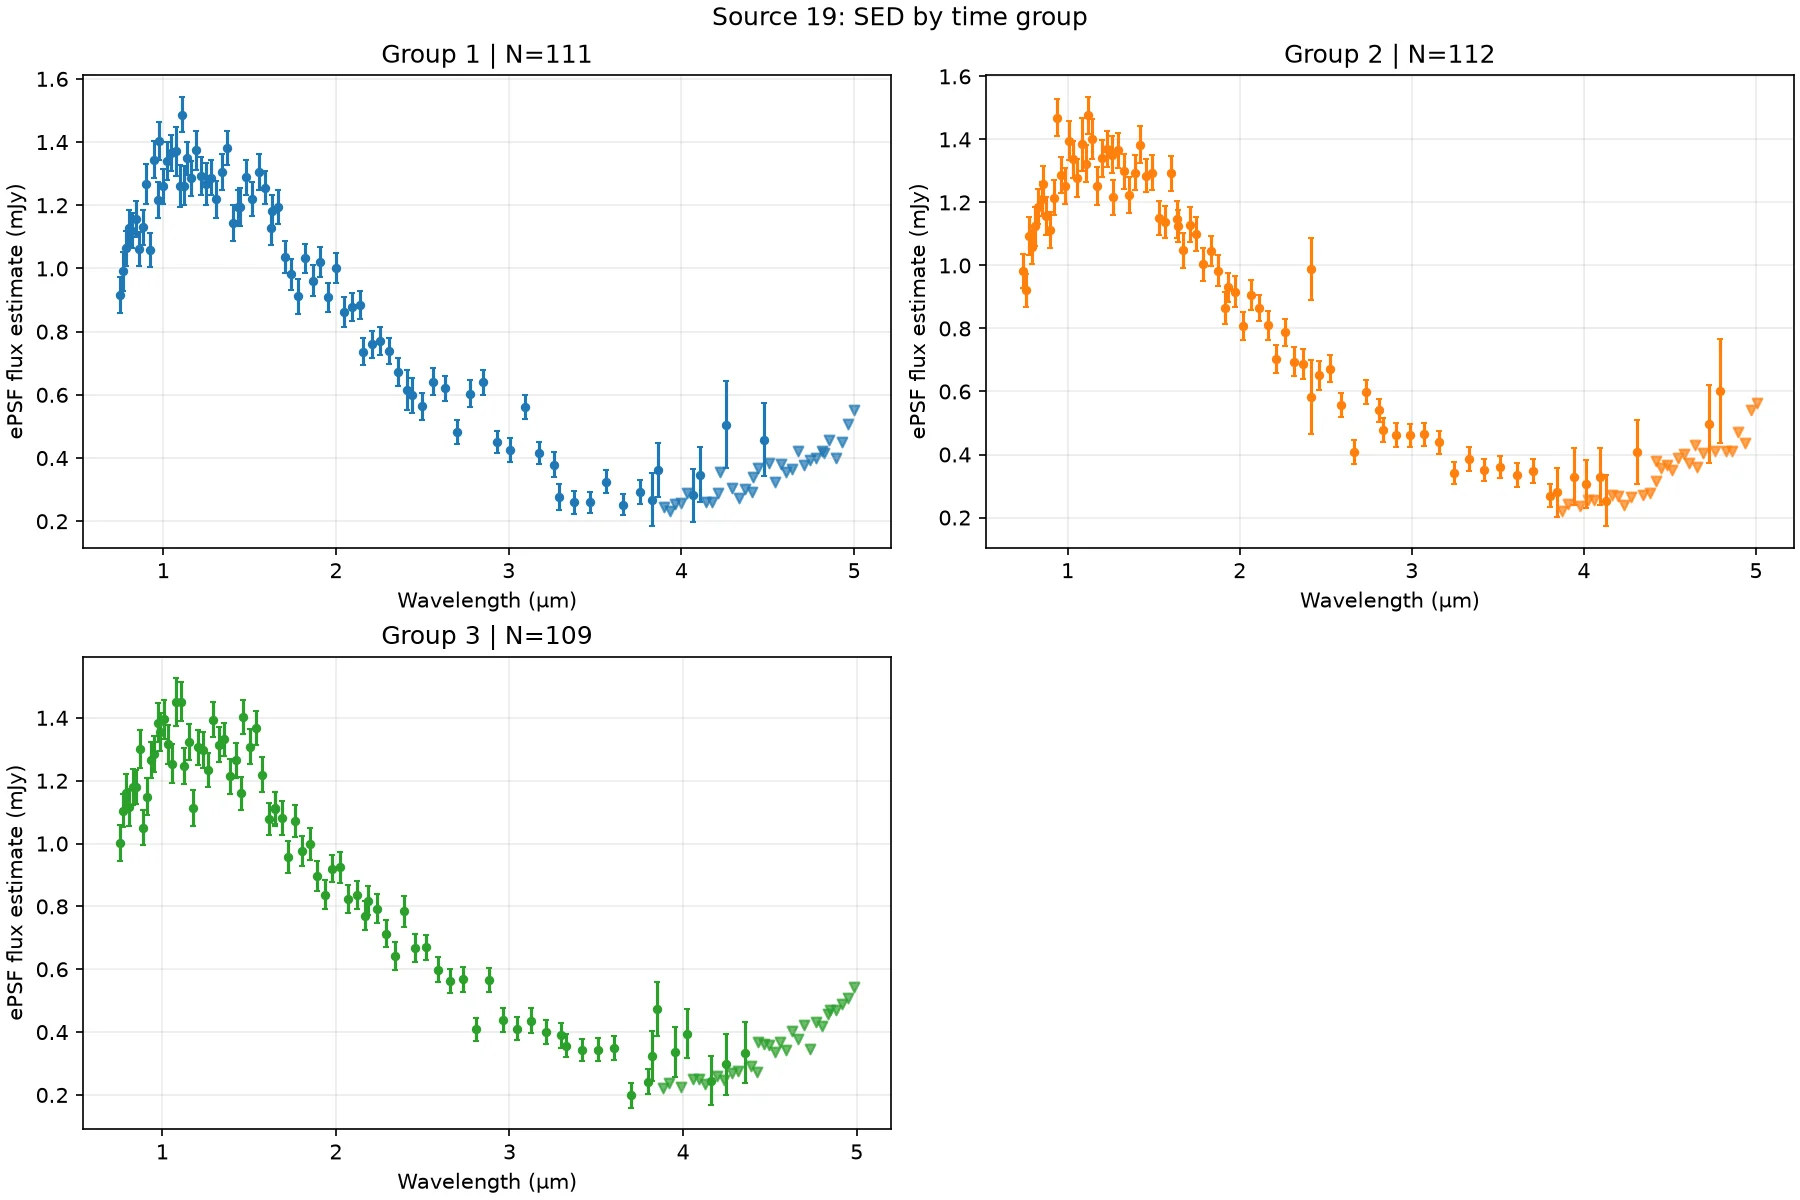 Source 19: SED by time group
Group 1 | N=111
1.6
1.4
1.2
1.0
0.8
0.6
0.4
0.2
ePSF flux estimate (mJy)
1 2 3 4 5
Wavelength (μm)
Group 2 | N=112
1.6
1.4
1.2
1.0
0.8
0.6
0.4
0.2
ePSF flux estimate (mJy)
1 2 3 4 5
Wavelength (μm)
Group 3 | N=109
1.4
1.2
1.0
0.8
0.6
0.4
0.2
ePSF flux estimate (mJy)
1 2 3 4 5
Wavelength (μm)